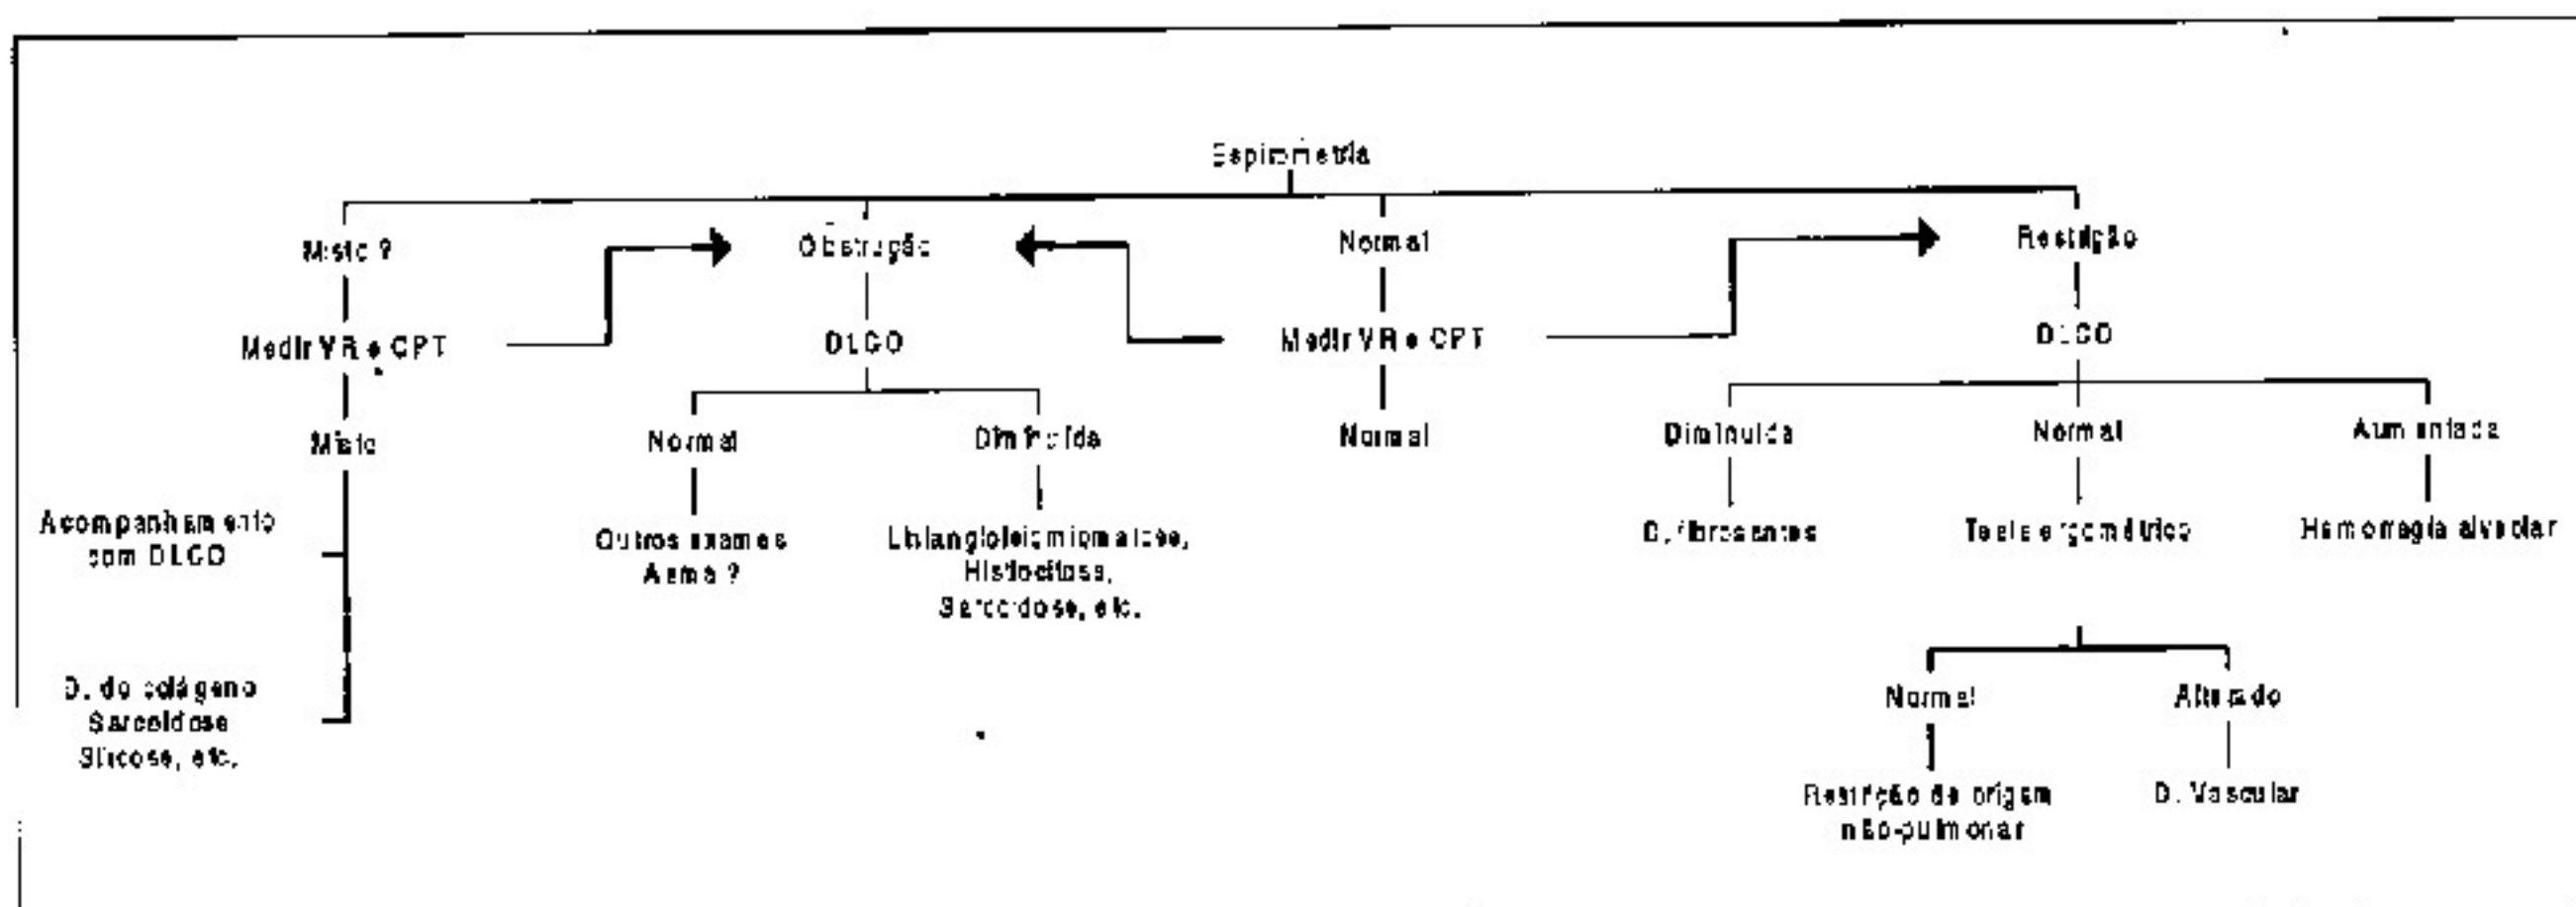 Espirometria
Misto ?
Obstrução
Normal
Restrição
Medir VR e CPT
DLCO
Medir VR e CPT
DLCO
Misto
Normal
Diminuída
Normal
Diminuída
Normal
Aumentada
Acompanhamento
com DLCO
Outros exames
Asma ?
Linfangioleiomiomatose,
Histiocitose,
Sarcoidose, etc.
D. fibrosantes
Teste ergométrico
Hemorragia alveolar
D. do colágeno
Sarcoidose
Silicose, etc.
Normal
Alterado
Restrição de origem
não-pulmonar
D. Vascular